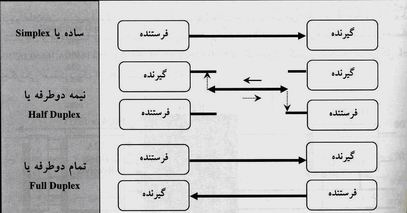 ساده یا Simplex
فرستنده
گیرنده
نیمه دوطرفه یا
Half Duplex
گیرنده
گیرنده
فرستنده
فرستنده
تمام دوطرفه یا
Full Duplex
فرستنده
گیرنده
گیرنده
فرستنده